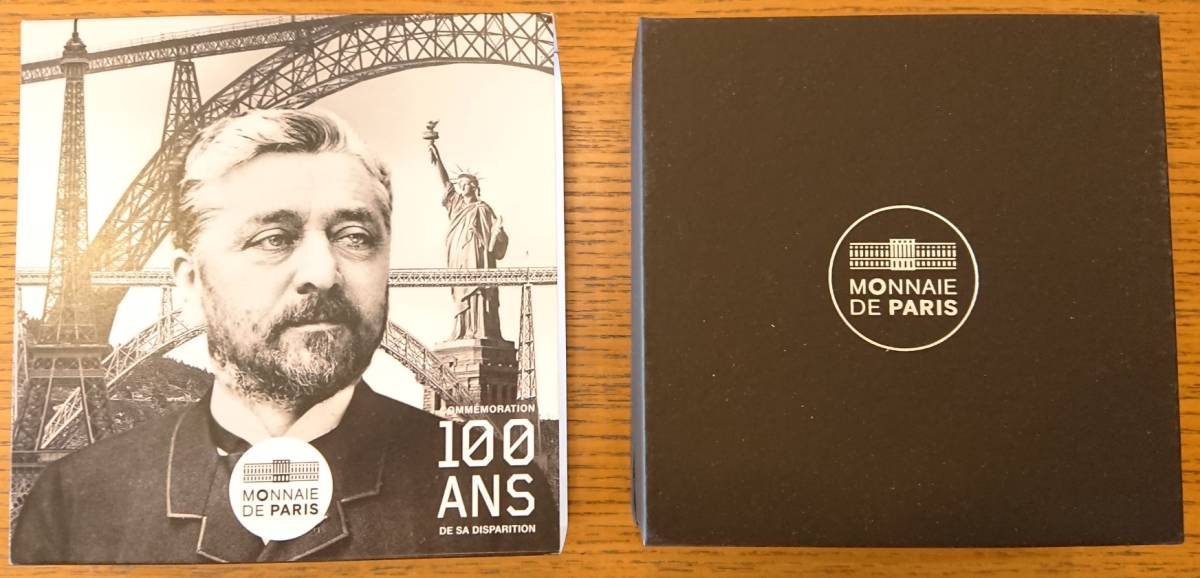 COMMÉMORATION
100
ANS
DE SA DISPARITION
MONNAIE
DE PARIS
MONNAIE
DE PARIS